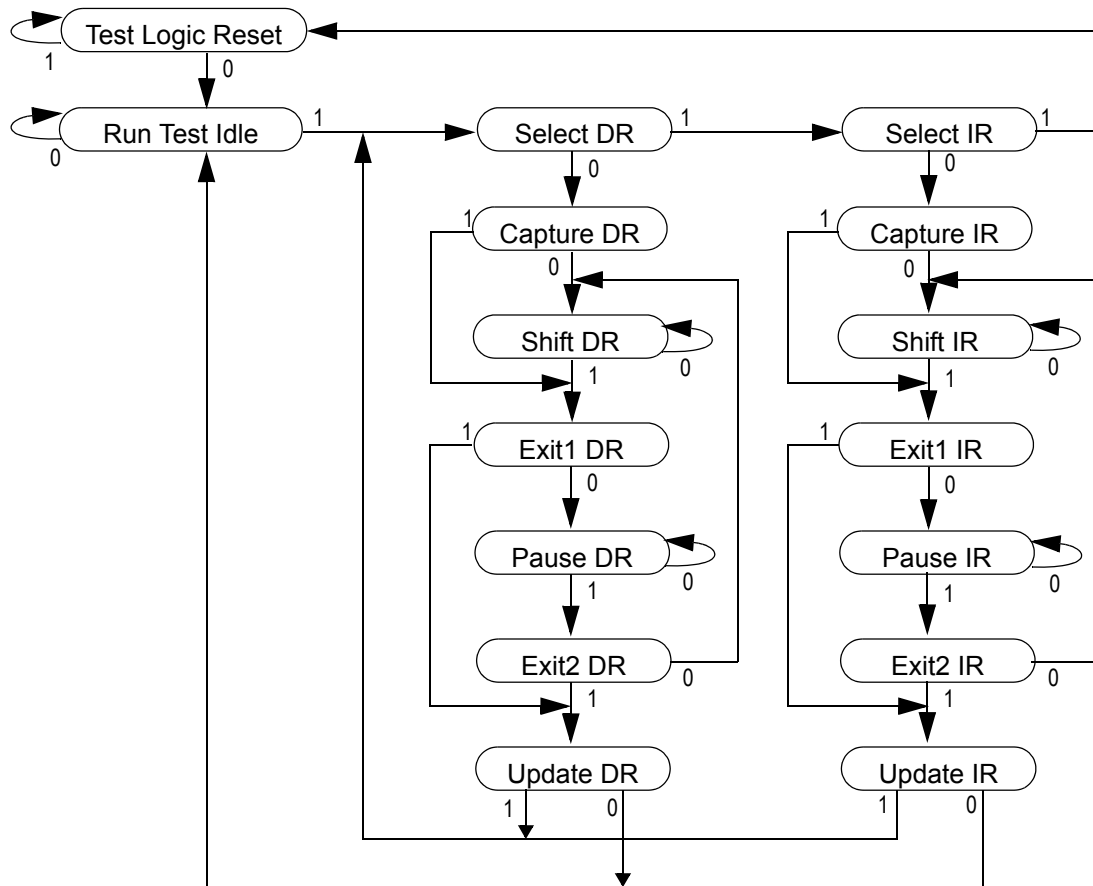 Test Logic Reset
1
0
Run Test Idle
1
Select DR
1
Select IR
1
0
0
0
1
Capture DR
1
Capture IR
0
0
Shift DR
Shift IR
0
0
1
1
1
Exit1 DR
1
Exit1 IR
0
0
Pause DR
Pause IR
0
0
1
1
Exit2 DR
Exit2 IR
0
0
1
1
Update DR
Update IR
1
0
1
0